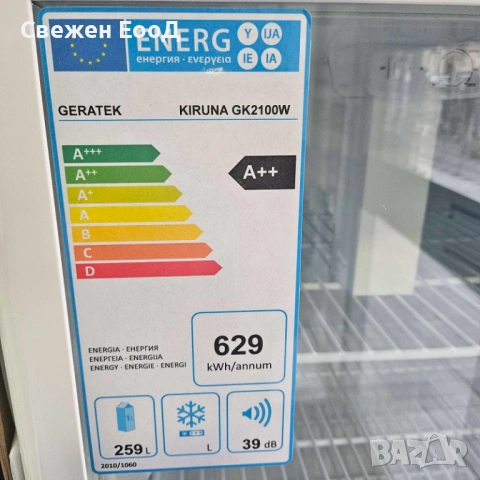 Свежен ЕооД
ENERG
Y IJA
IE IA
енергия · ενεργεια
GERATEK KIRUNA GK2100W
A+++
A++
A++
A+
A
B
C
D
ENERGIA · ЕНЕРГИЯ
ΕΝΕΡΓΕΙΑ · ENERGIJA
ENERGY · ENERGIE · ENERGI
629
kWh/annum
259 L
L
39 dB
2010/1060
BAZAR